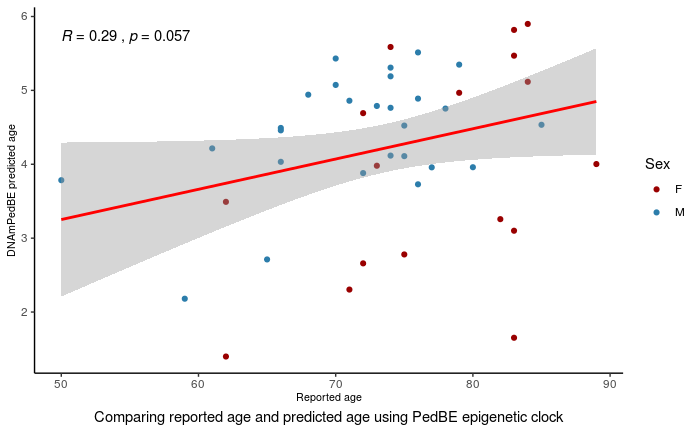 R = 0.29 , p = 0.057
6
5
4
3
2
DNAmPedBE predicted age
50 60 70 80 90
Reported age
Sex
F
M
Comparing reported age and predicted age using PedBE epigenetic clock